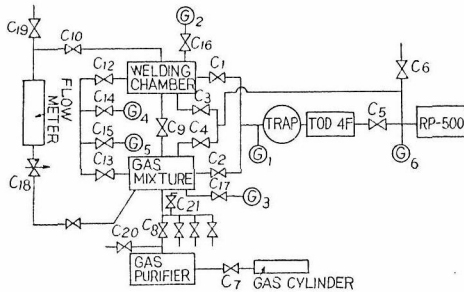 C19
C10
G2
C16
C12
WELDING
CHAMBER
C1
C6
FLOW
METER
C14
G4
C3
C15
G5
C9
C4
TRAP
TOD 4F
C5
RP-500
G1
G6
C13
GAS
MIXTURE
C2
C17
G3
C18
C21
C8
C20
GAS
PURIFIER
C7
GAS CYLINDER